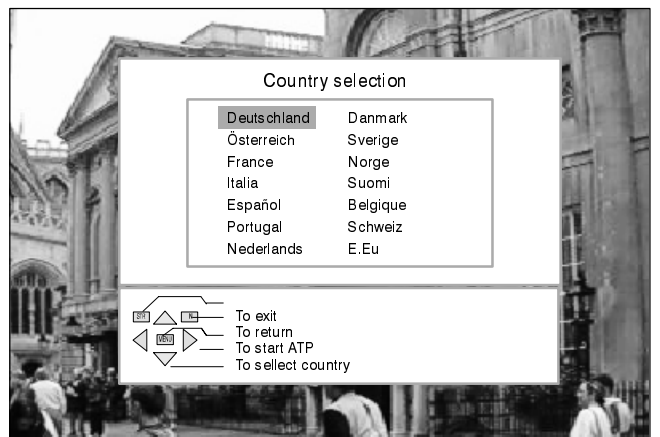 Country selection
Deutschland Danmark
Österreich Sverige
France Norge
Italia Suomi
Español Belgique
Portugal Schweiz
Nederlands E.Eu
STR N
To exit
To return
MENU
To start ATP
To sellect country